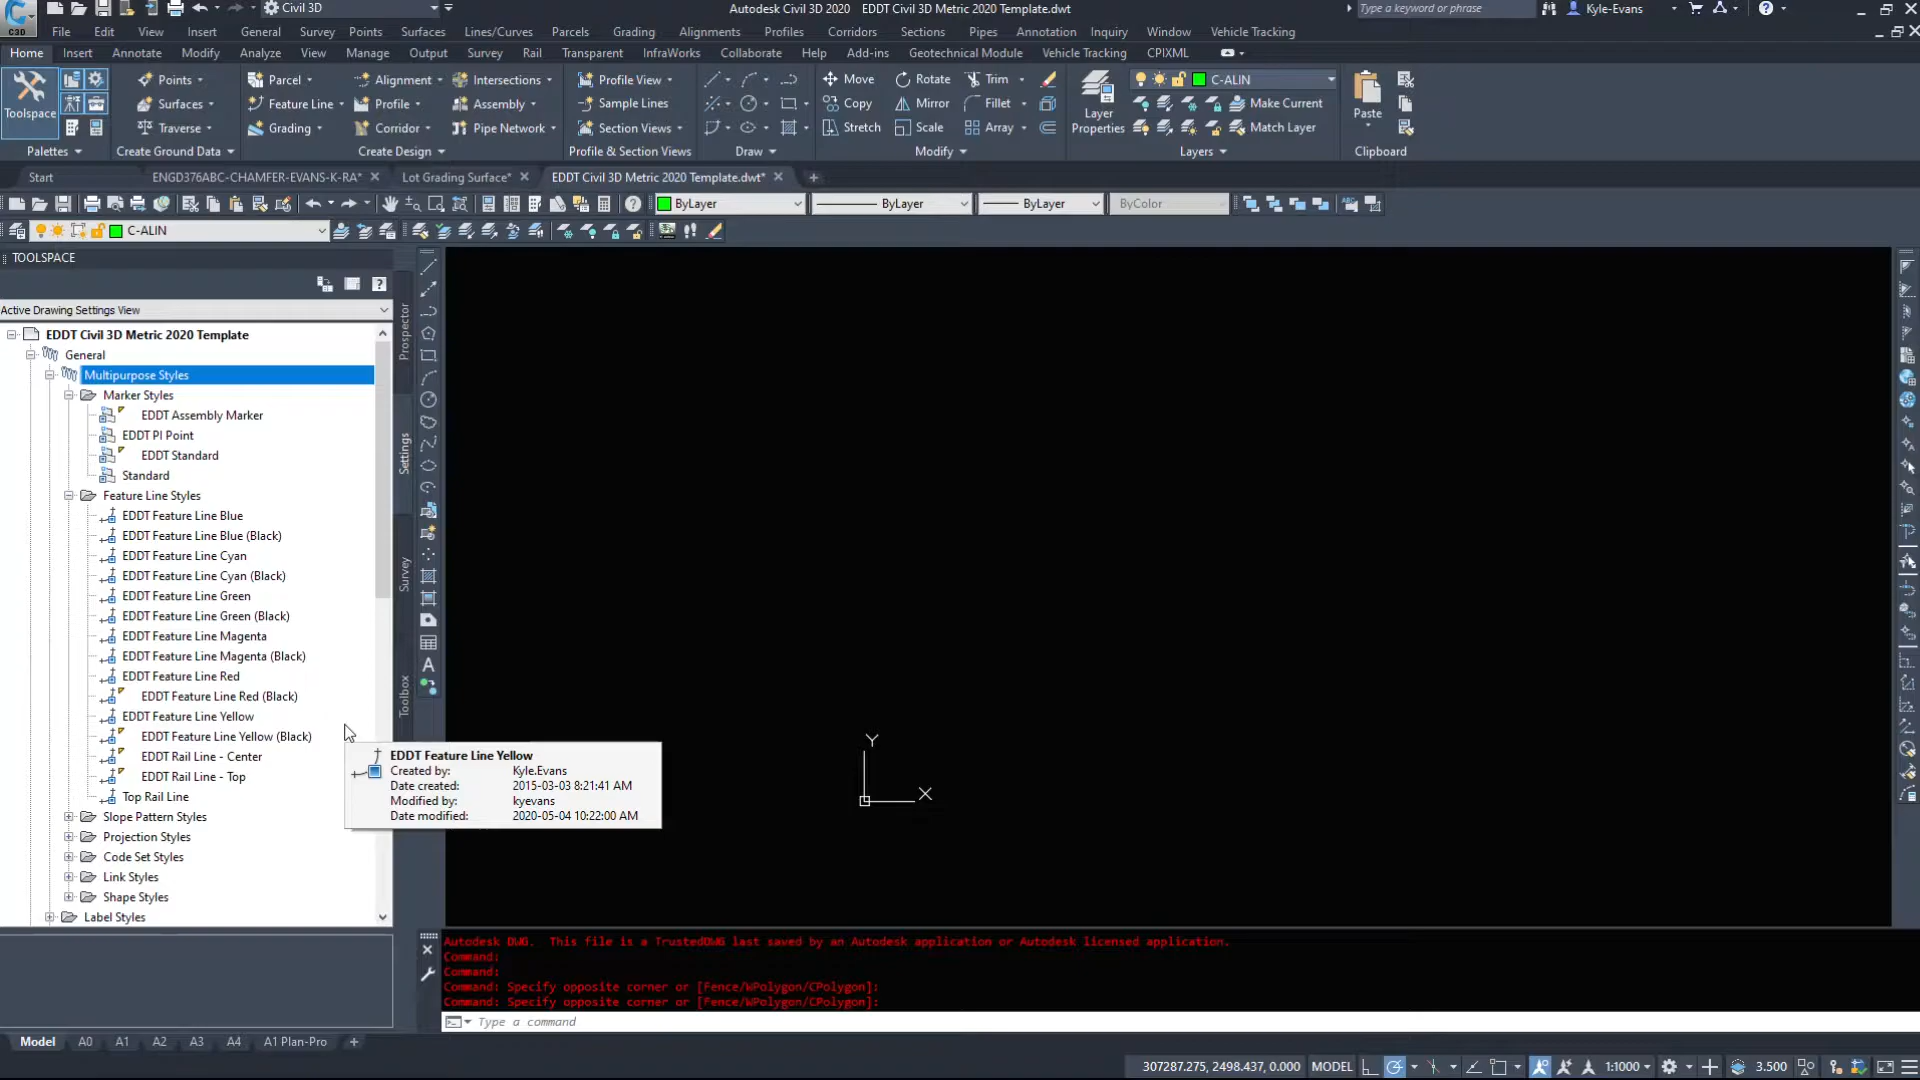 Civil 3D
Autodesk Civil 3D 2020 EDDT Civil 3D Metric 2020 Template.dwt
Type a keyword or phrase
Kyle-Evans
C3D
File Edit View Insert General Survey Points Surfaces Lines/Curves Parcels Grading Alignments Profiles Corridors Sections Pipes Annotation Inquiry Window Vehicle Tracking
Home Insert Annotate Modify Analyze View Manage Output Survey Rail Transparent InfraWorks Collaborate Help Add-ins Geotechnical Module Vehicle Tracking CPIXML
Points Parcel Alignment Intersections Profile View Move Rotate Trim C-ALIN
Toolspace Surfaces Feature Line Profile Assembly Sample Lines Copy Mirror Fillet Layer Properties Make Current Paste
Traverse Grading Corridor Pipe Network Section Views Stretch Scale Array Match Layer
Palettes Create Ground Data Create Design Profile & Section Views Draw Modify Layers Clipboard
Start ENGD376ABC-CHAMFER-EVANS-K-RA* Lot Grading Surface* EDDT Civil 3D Metric 2020 Template.dwt*
ByLayer ByLayer ByLayer ByColor
C-ALIN
TOOLSPACE
Active Drawing Settings View
Prospector
Settings
Survey
Toolbox
EDDT Civil 3D Metric 2020 Template
General
Multipurpose Styles
Marker Styles
EDDT Assembly Marker
EDDT PI Point
EDDT Standard
Standard
Feature Line Styles
EDDT Feature Line Blue
EDDT Feature Line Blue (Black)
EDDT Feature Line Cyan
EDDT Feature Line Cyan (Black)
EDDT Feature Line Green
EDDT Feature Line Green (Black)
EDDT Feature Line Magenta
EDDT Feature Line Magenta (Black)
EDDT Feature Line Red
EDDT Feature Line Red (Black)
EDDT Feature Line Yellow
EDDT Feature Line Yellow (Black)
EDDT Rail Line - Center
EDDT Rail Line - Top
Top Rail Line
Slope Pattern Styles
Projection Styles
Code Set Styles
Link Styles
Shape Styles
Label Styles
EDDT Feature Line Yellow
Created by: Kyle.Evans
Date created: 2015-03-03 8:21:41 AM
Modified by: kyevans
Date modified: 2020-05-04 10:22:00 AM
Y
X
Autodesk DWG. This file is a TrustedDWG last saved by an Autodesk application or Autodesk licensed application.
Command:
Command:
Command: Specify opposite corner or [Fence/WPolygon/CPolygon]:
Command: Specify opposite corner or [Fence/WPolygon/CPolygon]:
Type a command
Model A0 A1 A2 A3 A4 A1 Plan-Pro
307287.275, 2498.437, 0.000 MODEL 1:1000 3.500